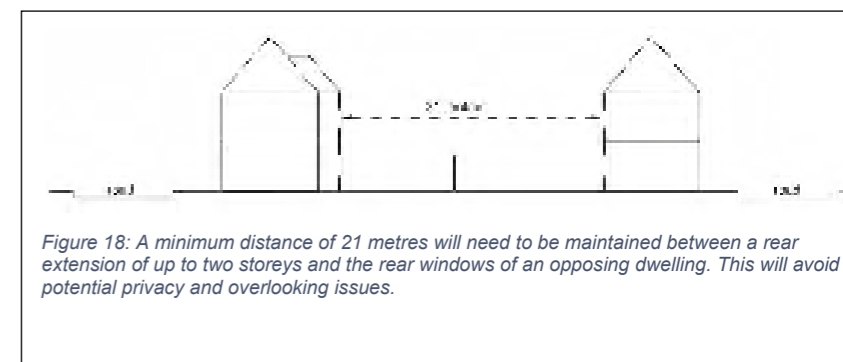 Figure 18: A minimum distance of 21 metres will need to be maintained between a rear
extension of up to two storeys and the rear windows of an opposing dwelling. This will avoid
potential privacy and overlooking issues.